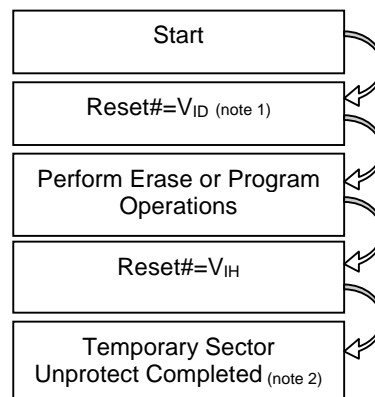 Start
Reset#=VID (note 1)
Perform Erase or Program
Operations
Reset#=VIH
Temporary Sector
Unprotect Completed (note 2)